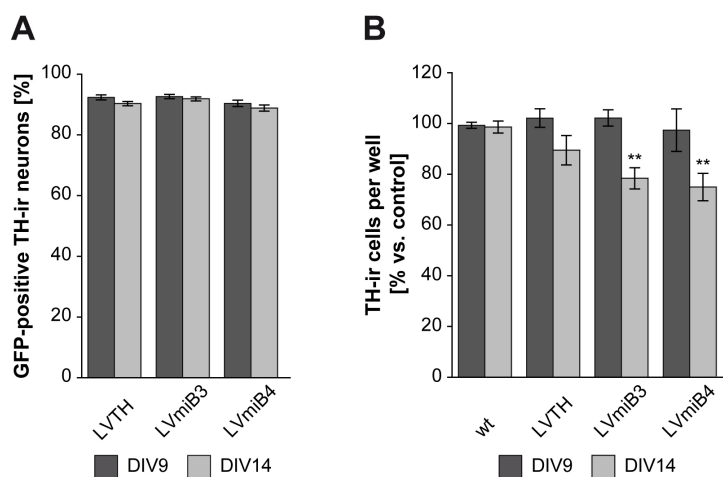 A
GFP-positive TH-ir neurons [%]
100
80
60
40
20
0
LVTH
LVmiB3
LVmiB4
DIV9
DIV14
B
TH-ir cells per well
[% vs. control]
120
100
80
60
40
20
0
**
**
wt
LVTH
LVmiB3
LVmiB4
DIV9
DIV14